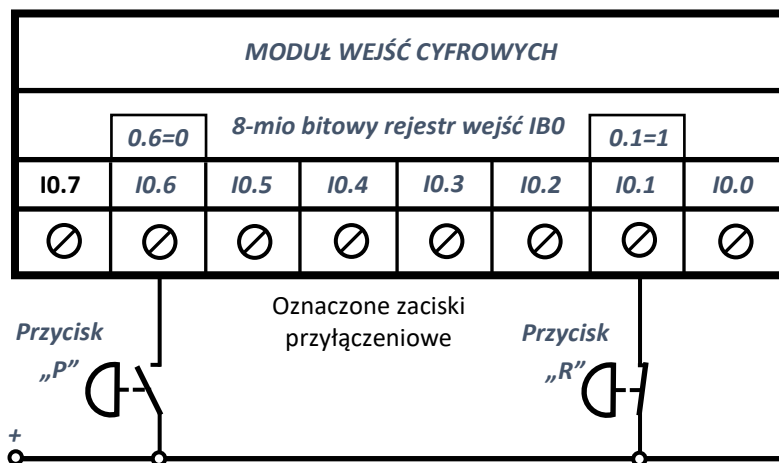 MODUŁ WEJŚĆ CYFROWYCH
8-mio bitowy rejestr wejść IB0
0.6=0
0.1=1
I0.7 I0.6 I0.5 I0.4 I0.3 I0.2 I0.1 I0.0
Oznaczone zaciski
przyłączeniowe
Przycisk
„P”
Przycisk
„R”
+